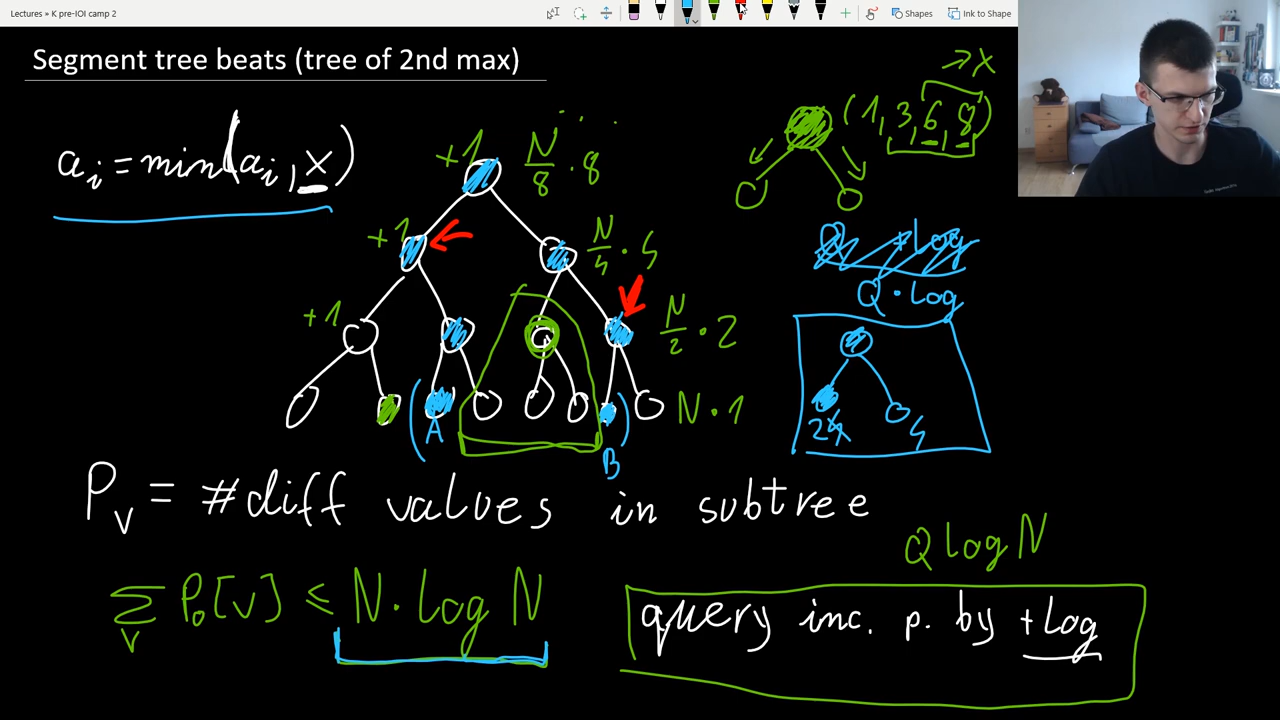 Lectures » K pre-IOI camp 2
Shapes
Ink to Shape
Segment tree beats (tree of 2nd max)
→ x
(1, 3, 6, 8)
a_i = min(a_i, x)
+1 N/8 · 8
+1 N/4 · 4
Q · Log
+1 N/2 · 2
N · 1
A
B
2
4
P_v = #diff values in subtree
Q log N
Σ_v P_0[v] ≤ N · log N
query inc. p. by +Log